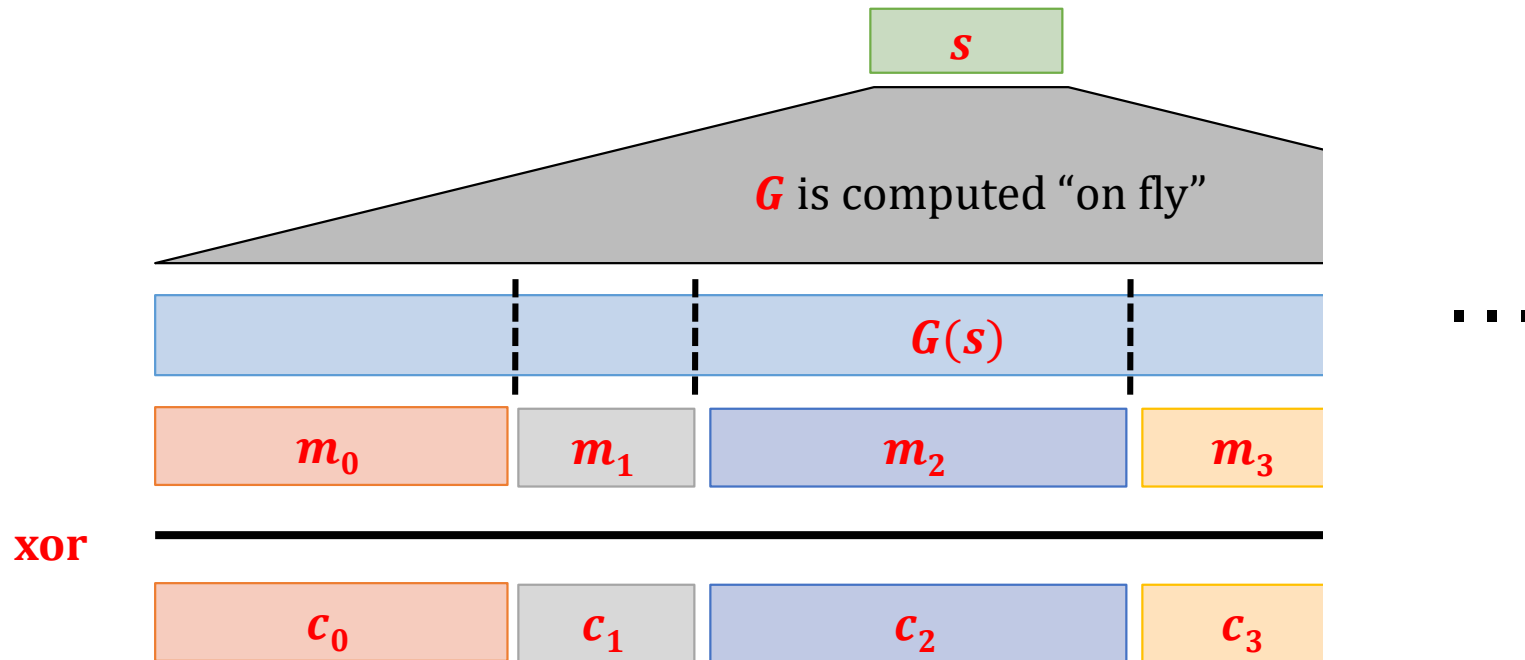 s
G is computed “on fly”
G(s)
. . .
m₀ m₁ m₂ m₃
xor
c₀ c₁ c₂ c₃